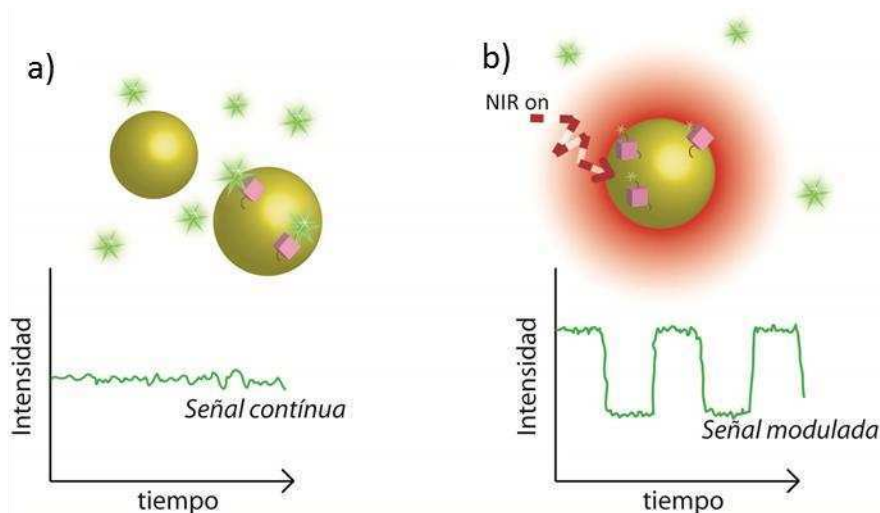 a)
Intensidad
Señal contínua
tiempo
b)
NIR on
Intensidad
Señal modulada
tiempo